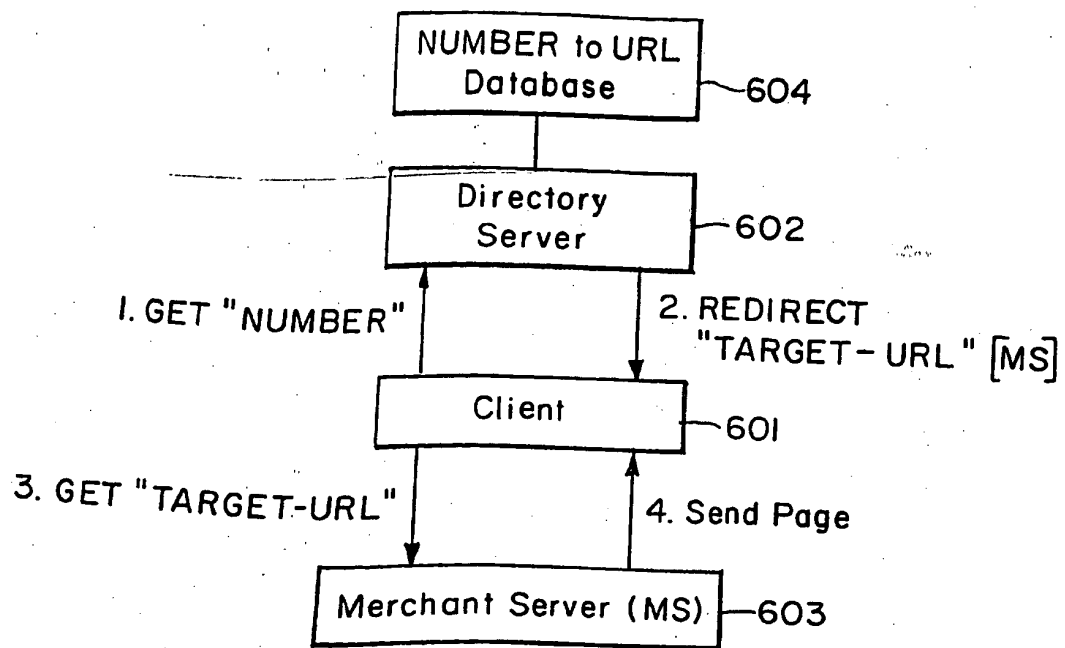 NUMBER to URL
Database
604
Directory
Server
602
1. GET "NUMBER"
2. REDIRECT
"TARGET-URL" [MS]
Client
601
3. GET "TARGET-URL"
4. Send Page
Merchant Server (MS)
603